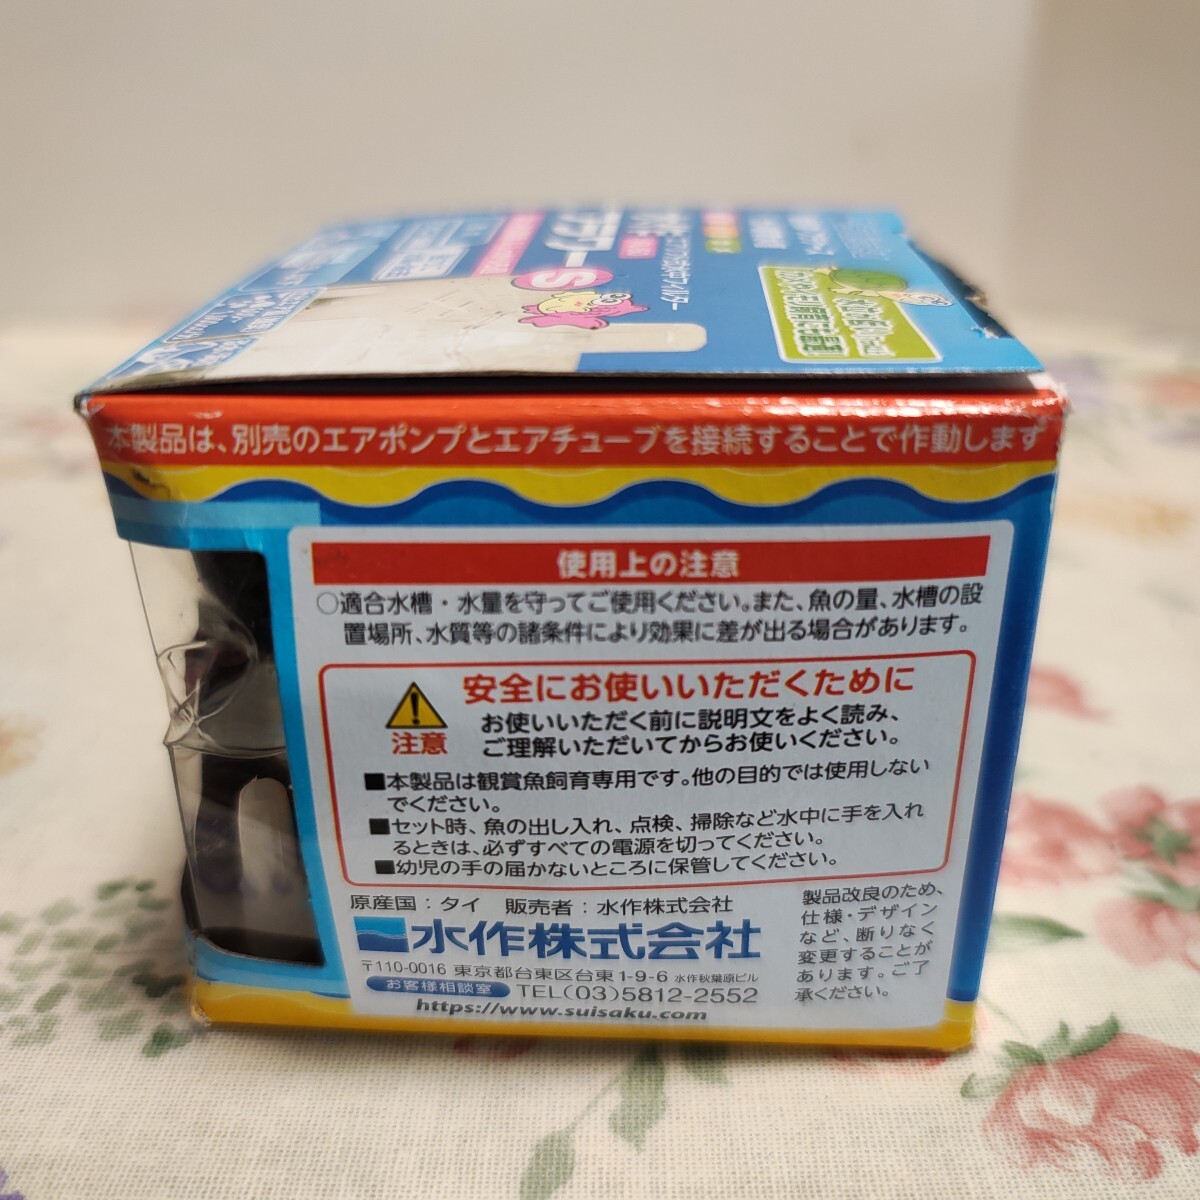 S
本製品は、別売のエアポンプとエアチューブを接続することで作動します
使用上の注意
○適合水槽・水量を守ってご使用ください。また、魚の量、水槽の設
置場所、水質等の諸条件により効果に差が出る場合があります。
安全にお使いいただくために
注意
お使いいただく前に説明文をよく読み、
ご理解いただいてからお使いください。
■本製品は観賞魚飼育専用です。他の目的では使用しない
でください。
■セット時、魚の出し入れ、点検、掃除など水中に手を入れ
るときは、必ずすべての電源を切ってください。
■幼児の手の届かないところに保管してください。
原産国：タイ 販売者：水作株式会社
水作株式会社
〒110-0016 東京都台東区台東1-9-6 水作秋葉原ビル
お客様相談室 TEL(03)5812-2552
https://www.suisaku.com
製品改良のため、
仕様・デザイン
など、断りなく
変更することが
あります。ご了
承ください。